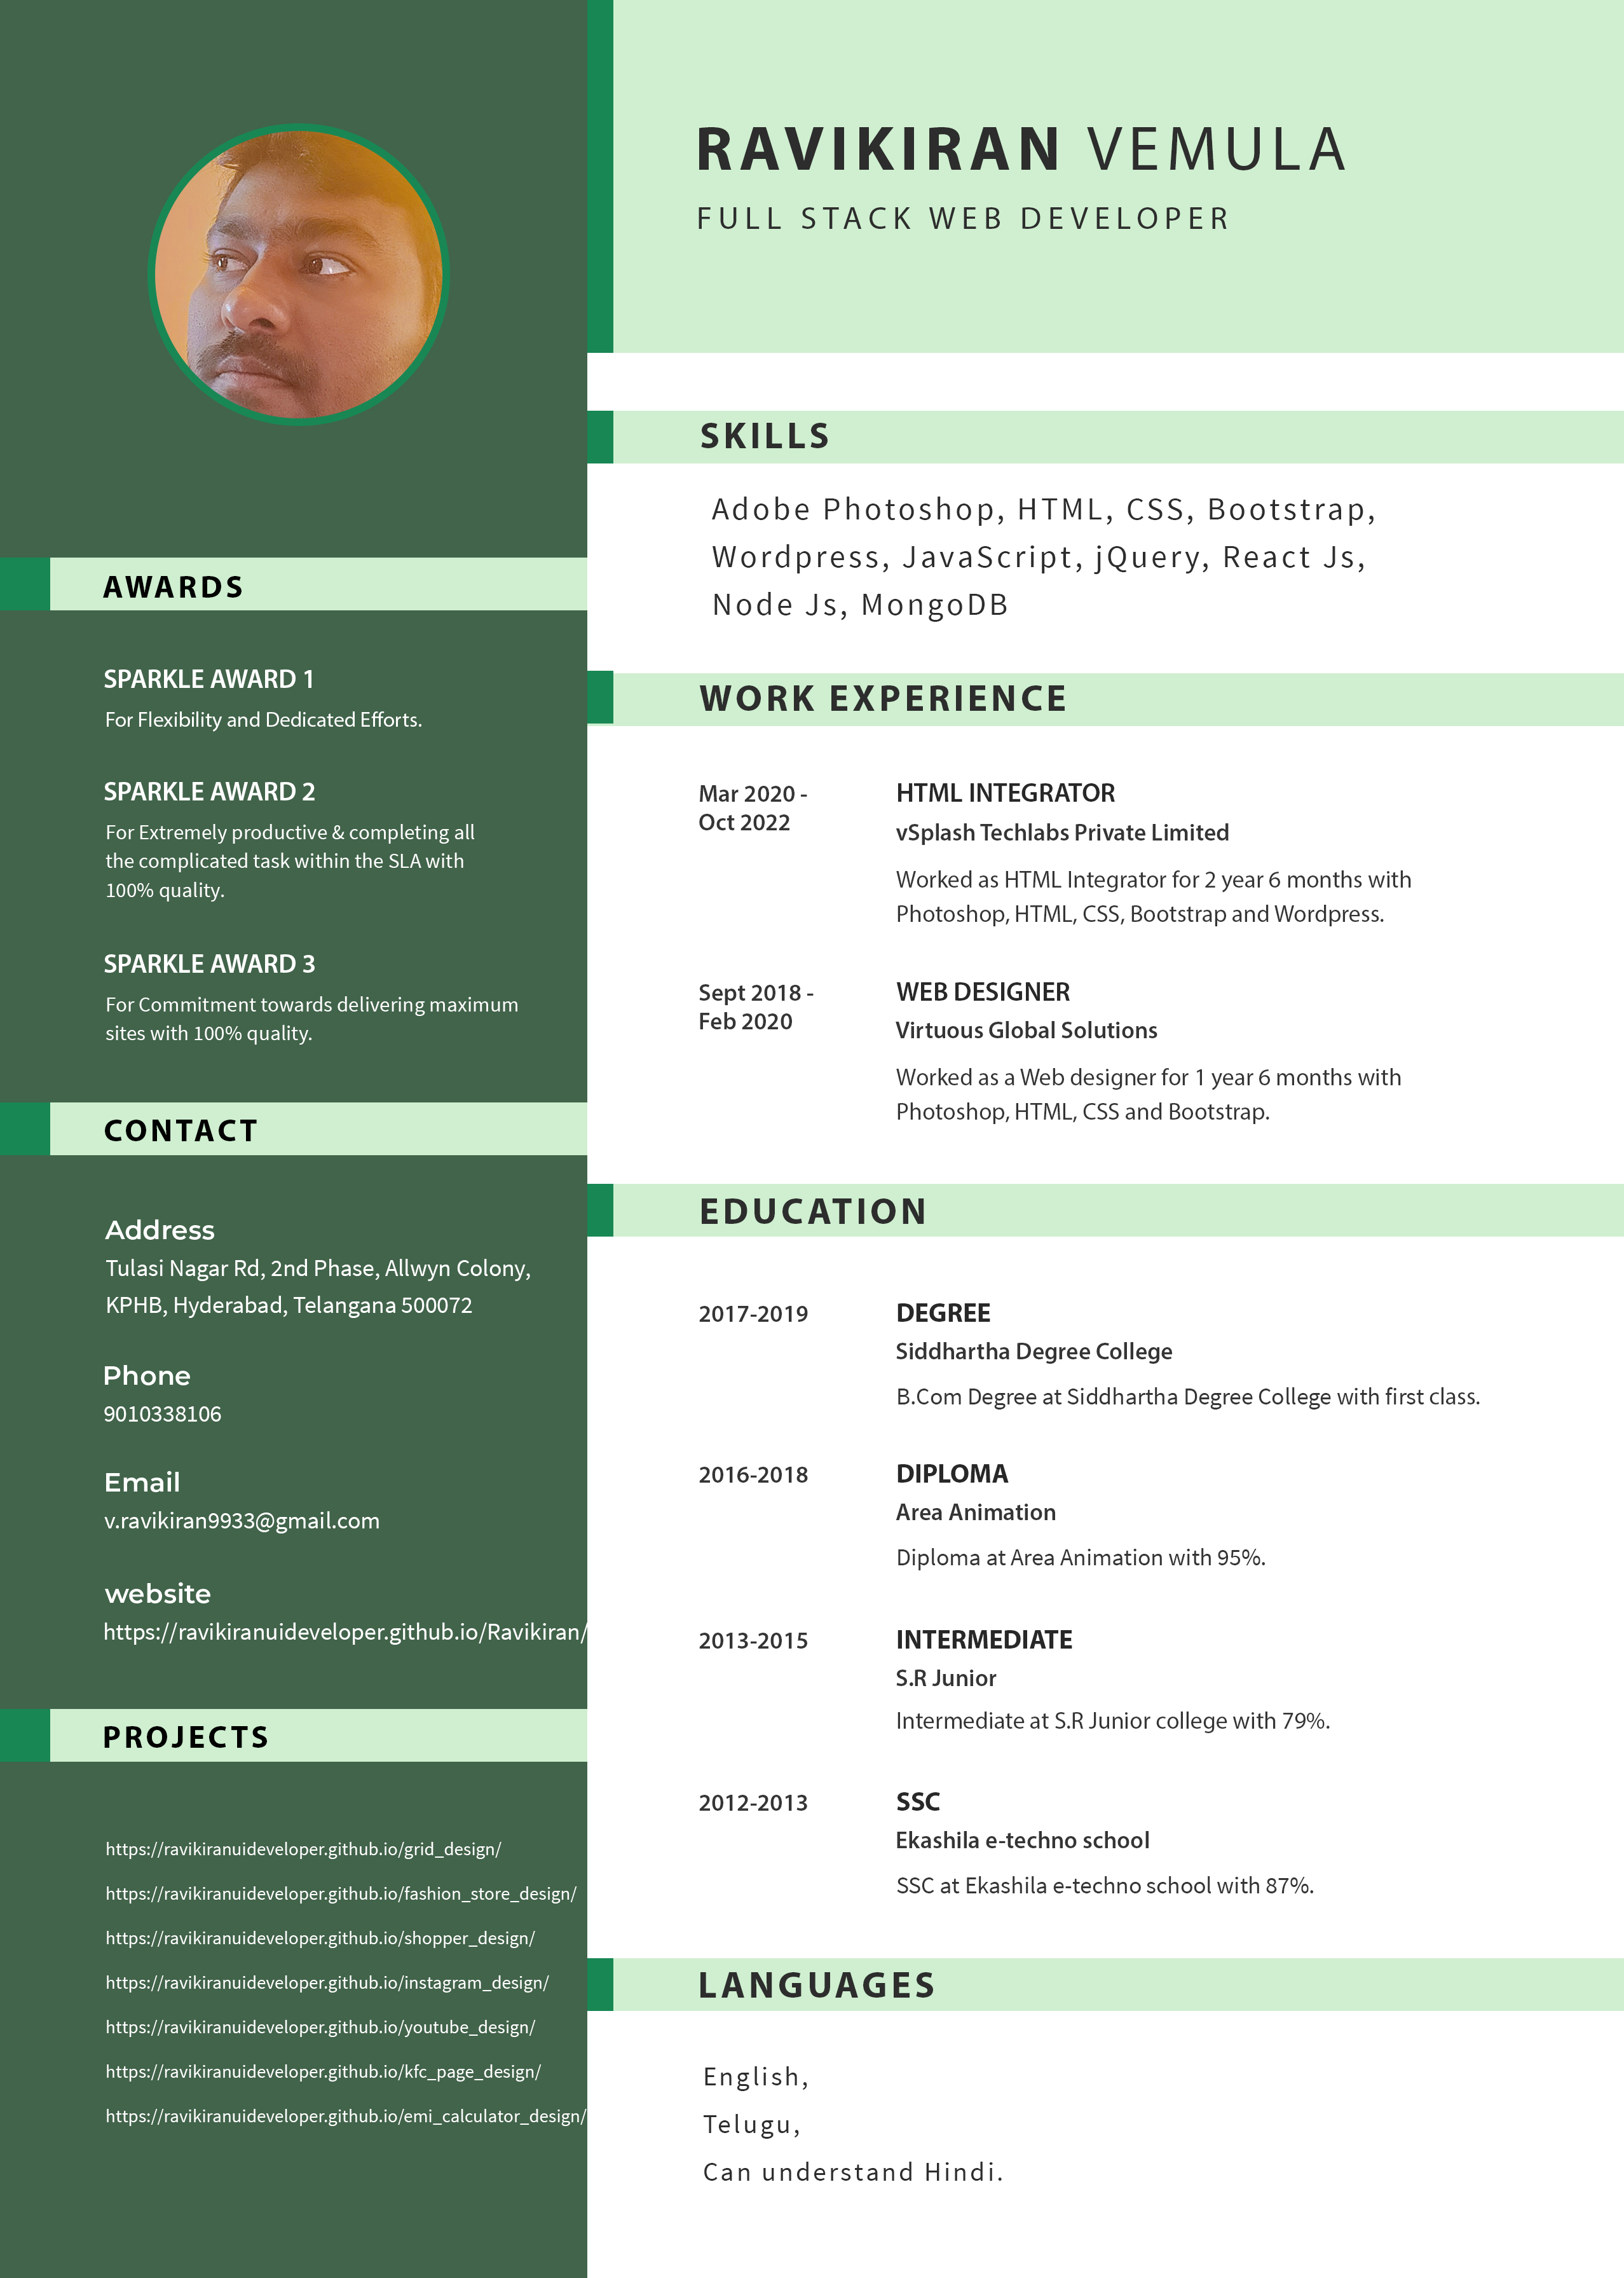 RAVIKIRAN VEMULA
FULL STACK WEB DEVELOPER
AWARDS
SPARKLE AWARD 1
For Flexibility and Dedicated Efforts.
SPARKLE AWARD 2
For Extremely productive & completing all
the complicated task within the SLA with
100% quality.
SPARKLE AWARD 3
For Commitment towards delivering maximum
sites with 100% quality.
CONTACT
Address
Tulasi Nagar Rd, 2nd Phase, Allwyn Colony,
KPHB, Hyderabad, Telangana 500072
Phone
9010338106
Email
v.ravikiran9933@gmail.com
website
https://ravikiranuideveloper.github.io/Ravikiran/
PROJECTS
https://ravikiranuideveloper.github.io/grid_design/
https://ravikiranuideveloper.github.io/fashion_store_design/
https://ravikiranuideveloper.github.io/shopper_design/
https://ravikiranuideveloper.github.io/instagram_design/
https://ravikiranuideveloper.github.io/youtube_design/
https://ravikiranuideveloper.github.io/kfc_page_design/
https://ravikiranuideveloper.github.io/emi_calculator_design/
SKILLS
Adobe Photoshop, HTML, CSS, Bootstrap,
Wordpress, JavaScript, jQuery, React Js,
Node Js, MongoDB
WORK EXPERIENCE
Mar 2020 -
Oct 2022
HTML INTEGRATOR
vSplash Techlabs Private Limited
Worked as HTML Integrator for 2 year 6 months with
Photoshop, HTML, CSS, Bootstrap and Wordpress.
Sept 2018 -
Feb 2020
WEB DESIGNER
Virtuous Global Solutions
Worked as a Web designer for 1 year 6 months with
Photoshop, HTML, CSS and Bootstrap.
EDUCATION
2017-2019
DEGREE
Siddhartha Degree College
B.Com Degree at Siddhartha Degree College with first class.
2016-2018
DIPLOMA
Area Animation
Diploma at Area Animation with 95%.
2013-2015
INTERMEDIATE
S.R Junior
Intermediate at S.R Junior college with 79%.
2012-2013
SSC
Ekashila e-techno school
SSC at Ekashila e-techno school with 87%.
LANGUAGES
English,
Telugu,
Can understand Hindi.